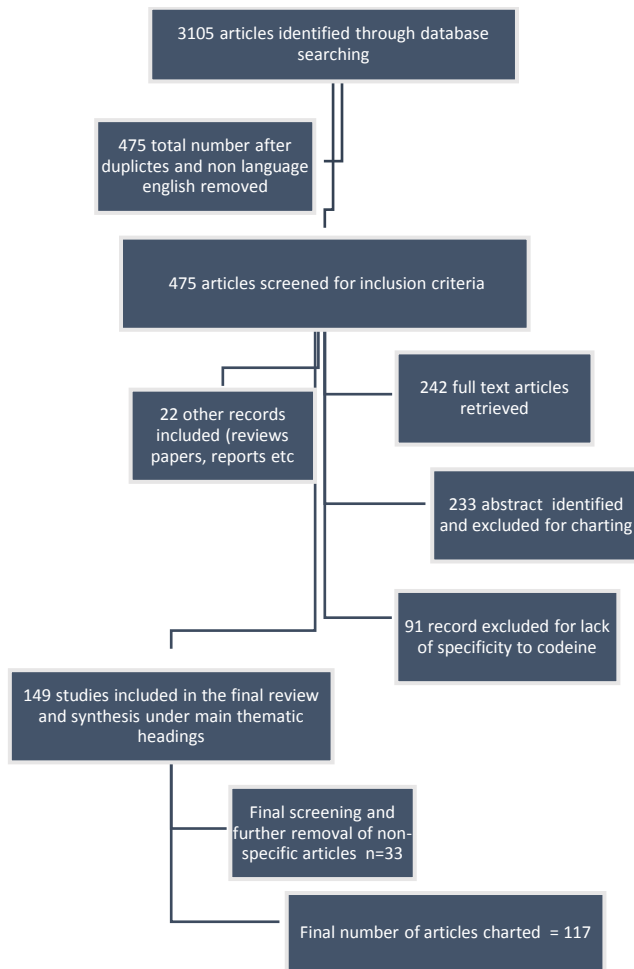 3105 articles identified through database
searching
475 total number after
duplictes and non language
english removed
475 articles screened for inclusion criteria
242 full text articles
retrieved
22 other records
included (reviews
papers, reports etc
233 abstract identified
and excluded for charting
91 record excluded for lack
of specificity to codeine
149 studies included in the final review
and synthesis under main thematic
headings
Final screening and
further removal of non-
specific articles n=33
Final number of articles charted = 117